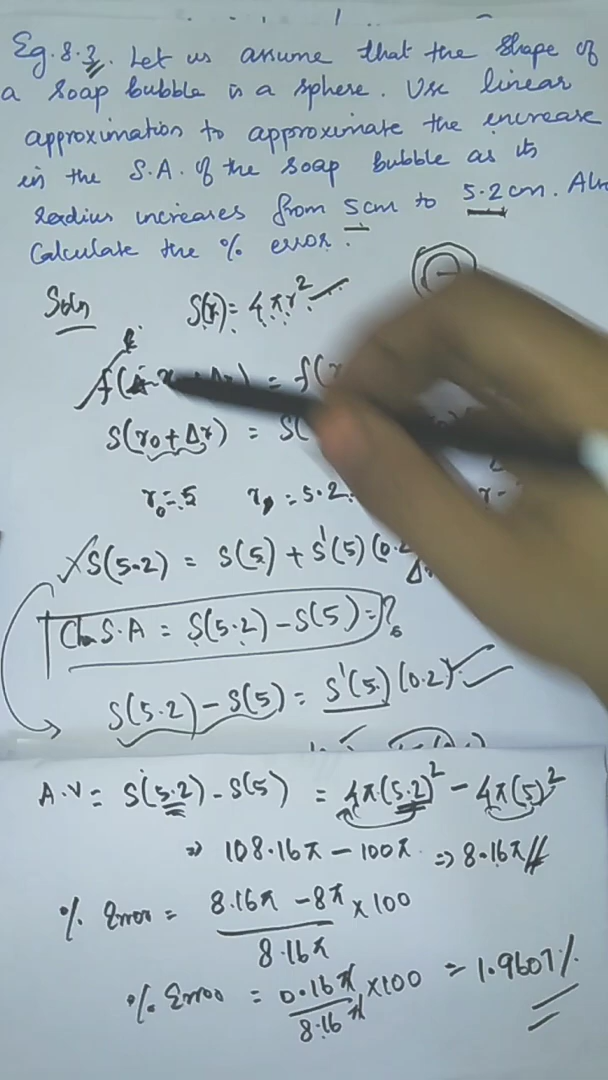 Eg. 8.3. Let us assume that the shape of
a soap bubble is a sphere. Use linear
approximation to approximate the increase
in the S.A. of the soap bubble as its
radius increases from 5cm to 5.2cm. Also
Calculate the % error.
Soln S(r) = 4πr²
= f(
S(r₀+Δr) = S(
r₀ = 5 = 5.2
S(5.2) = S(5) + S'(5)(0.2
S.A = S(5.2) - S(5) = ?
S(5.2) - S(5) = S'(5)(0.2)
A.V = S(5.2) - S(5) = 4π(5.2)² - 4π(5)²
⇒ 108.16π - 100π ⇒ 8.16π
% Error = 8.16π - 8π / 8.16π × 100
% Error = 0.16π / 8.16π × 100 = 1.9607%